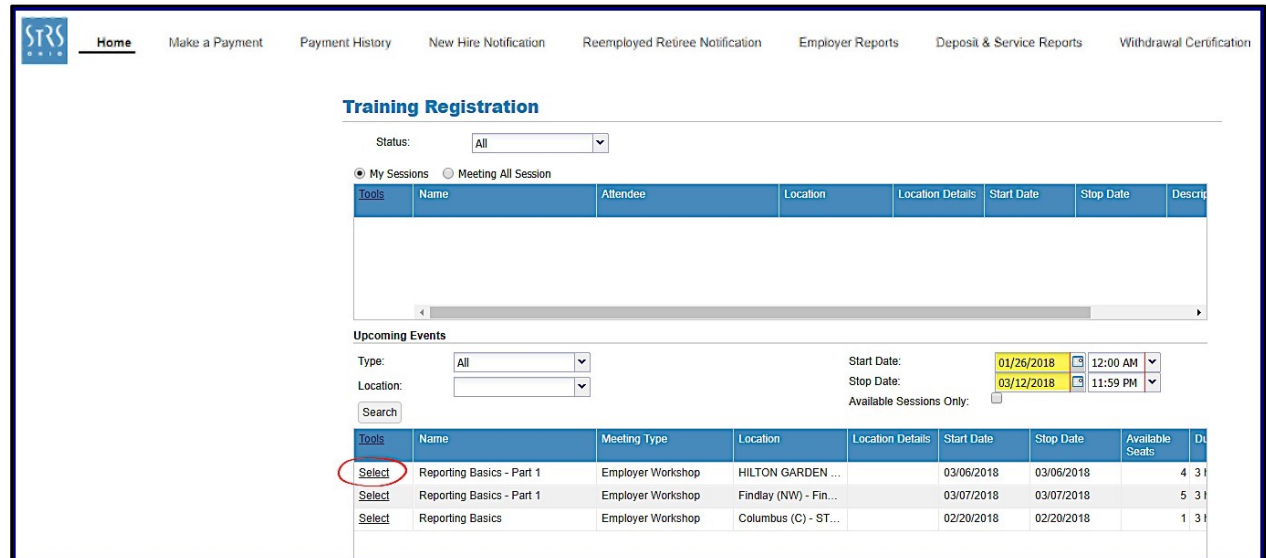 STRS
OHIO
Home Make a Payment Payment History New Hire Notification Reemployed Retiree Notification Employer Reports Deposit & Service Reports Withdrawal Certification
Training Registration
Status: All
My Sessions Meeting All Session
Tools Name Attendee Location Location Details Start Date Stop Date Descrip
Upcoming Events
Type: All Start Date: 01/26/2018 12:00 AM
Location: Stop Date: 03/12/2018 11:59 PM
Available Sessions Only:
Search
Tools Name Meeting Type Location Location Details Start Date Stop Date Available Seats Du
Select Reporting Basics - Part 1 Employer Workshop HILTON GARDEN ... 03/06/2018 03/06/2018 4 3 h
Select Reporting Basics - Part 1 Employer Workshop Findlay (NW) - Fin... 03/07/2018 03/07/2018 5 3 h
Select Reporting Basics Employer Workshop Columbus (C) - ST... 02/20/2018 02/20/2018 1 3 h